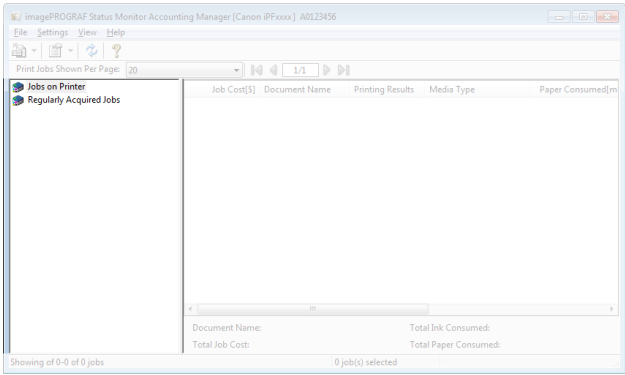 imagePROGRAF Status Monitor Accounting Manager [Canon iPFxxxx] A0123456
File Settings View Help
Print Jobs Shown Per Page: 20 1/1
Jobs on Printer
Regularly Acquired Jobs
Job Cost[$] Document Name Printing Results Media Type Paper Consumed[m
Document Name: Total Ink Consumed:
Total Job Cost: Total Paper Consumed:
Showing of 0-0 of 0 jobs 0 job(s) selected